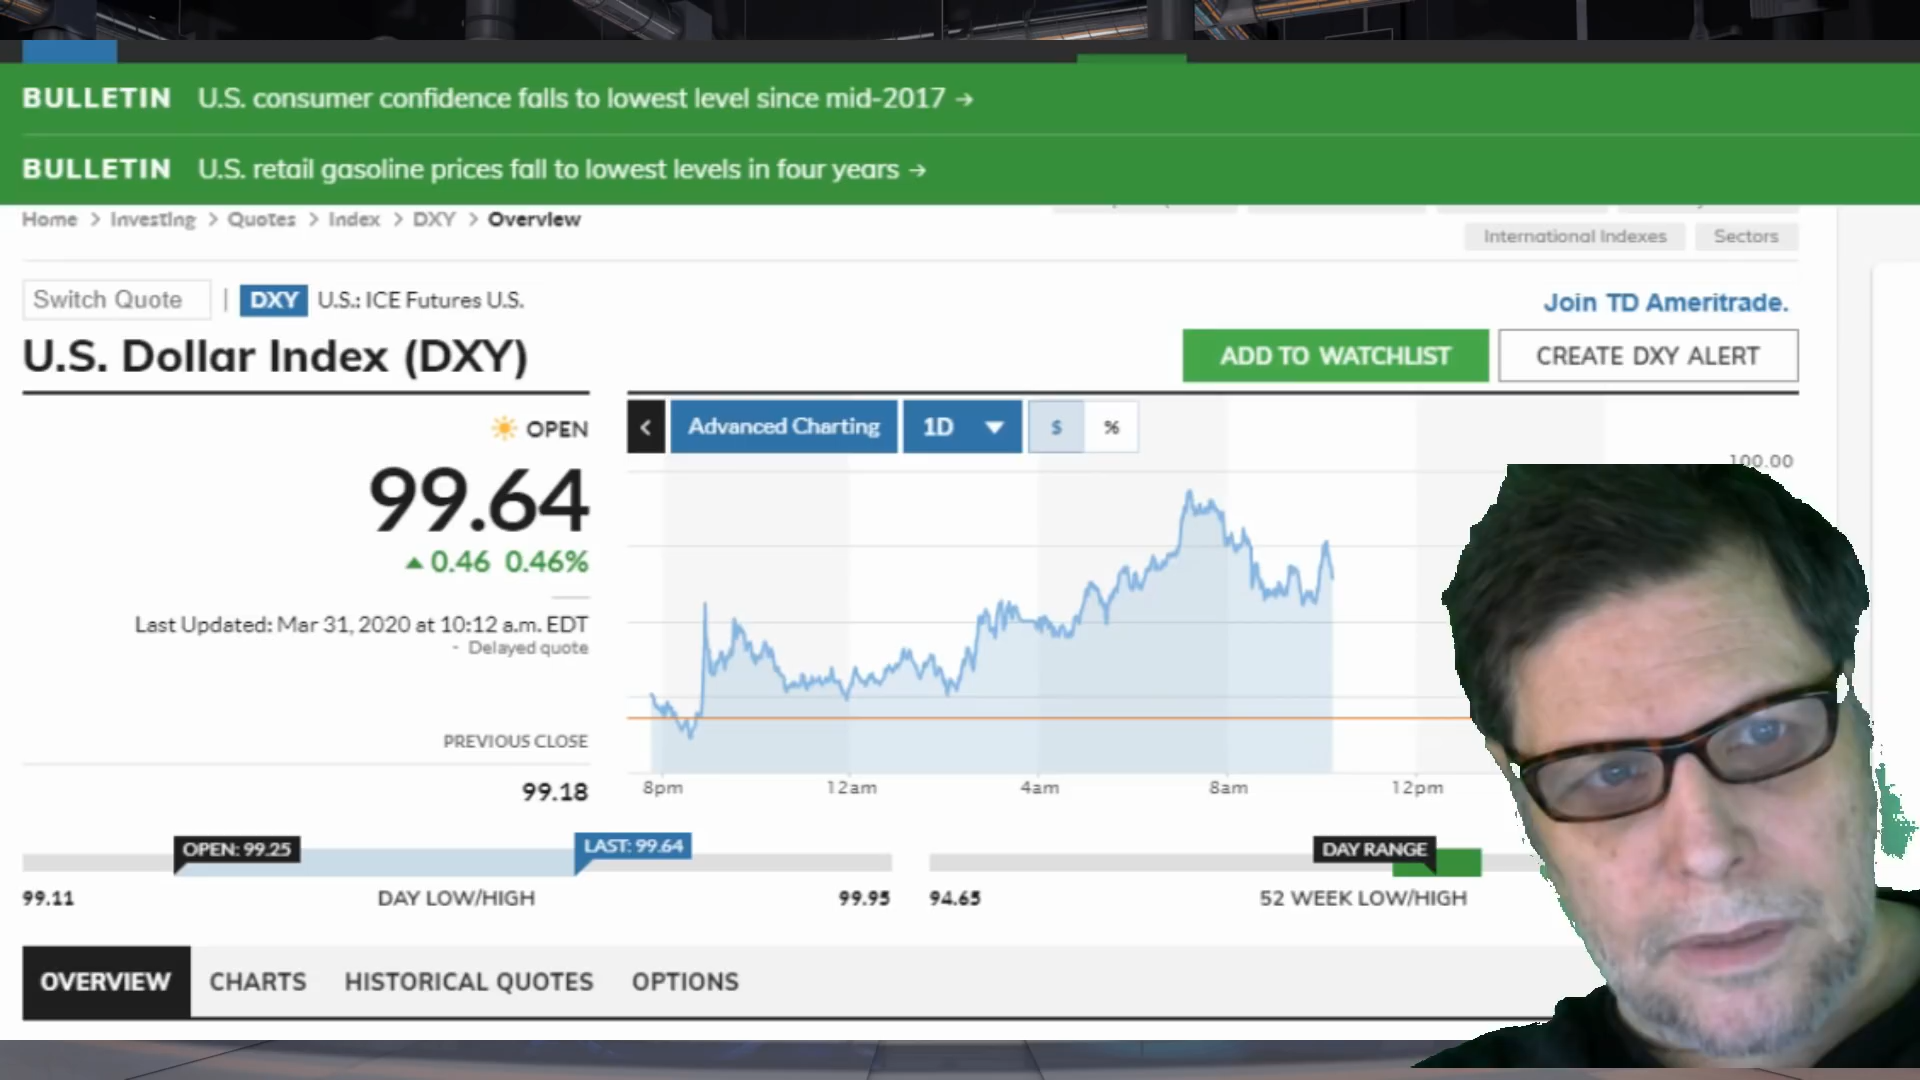 BULLETIN U.S. consumer confidence falls to lowest level since mid-2017 →
BULLETIN U.S. retail gasoline prices fall to lowest levels in four years →
Home > Investing > Quotes > Index > DXY > Overview
International Indexes Sectors
Switch Quote | DXY U.S.: ICE Futures U.S.
Join TD Ameritrade.
U.S. Dollar Index (DXY)
ADD TO WATCHLIST CREATE DXY ALERT
OPEN
< Advanced Charting 1D $ %
100.00
99.64
0.46 0.46%
Last Updated: Mar 31, 2020 at 10:12 a.m. EDT
- Delayed quote
PREVIOUS CLOSE
99.18
8pm 12am 4am 8am 12pm
OPEN: 99.25 LAST: 99.64 DAY RANGE
99.11 DAY LOW/HIGH 99.95 94.65 52 WEEK LOW/HIGH
OVERVIEW CHARTS HISTORICAL QUOTES OPTIONS